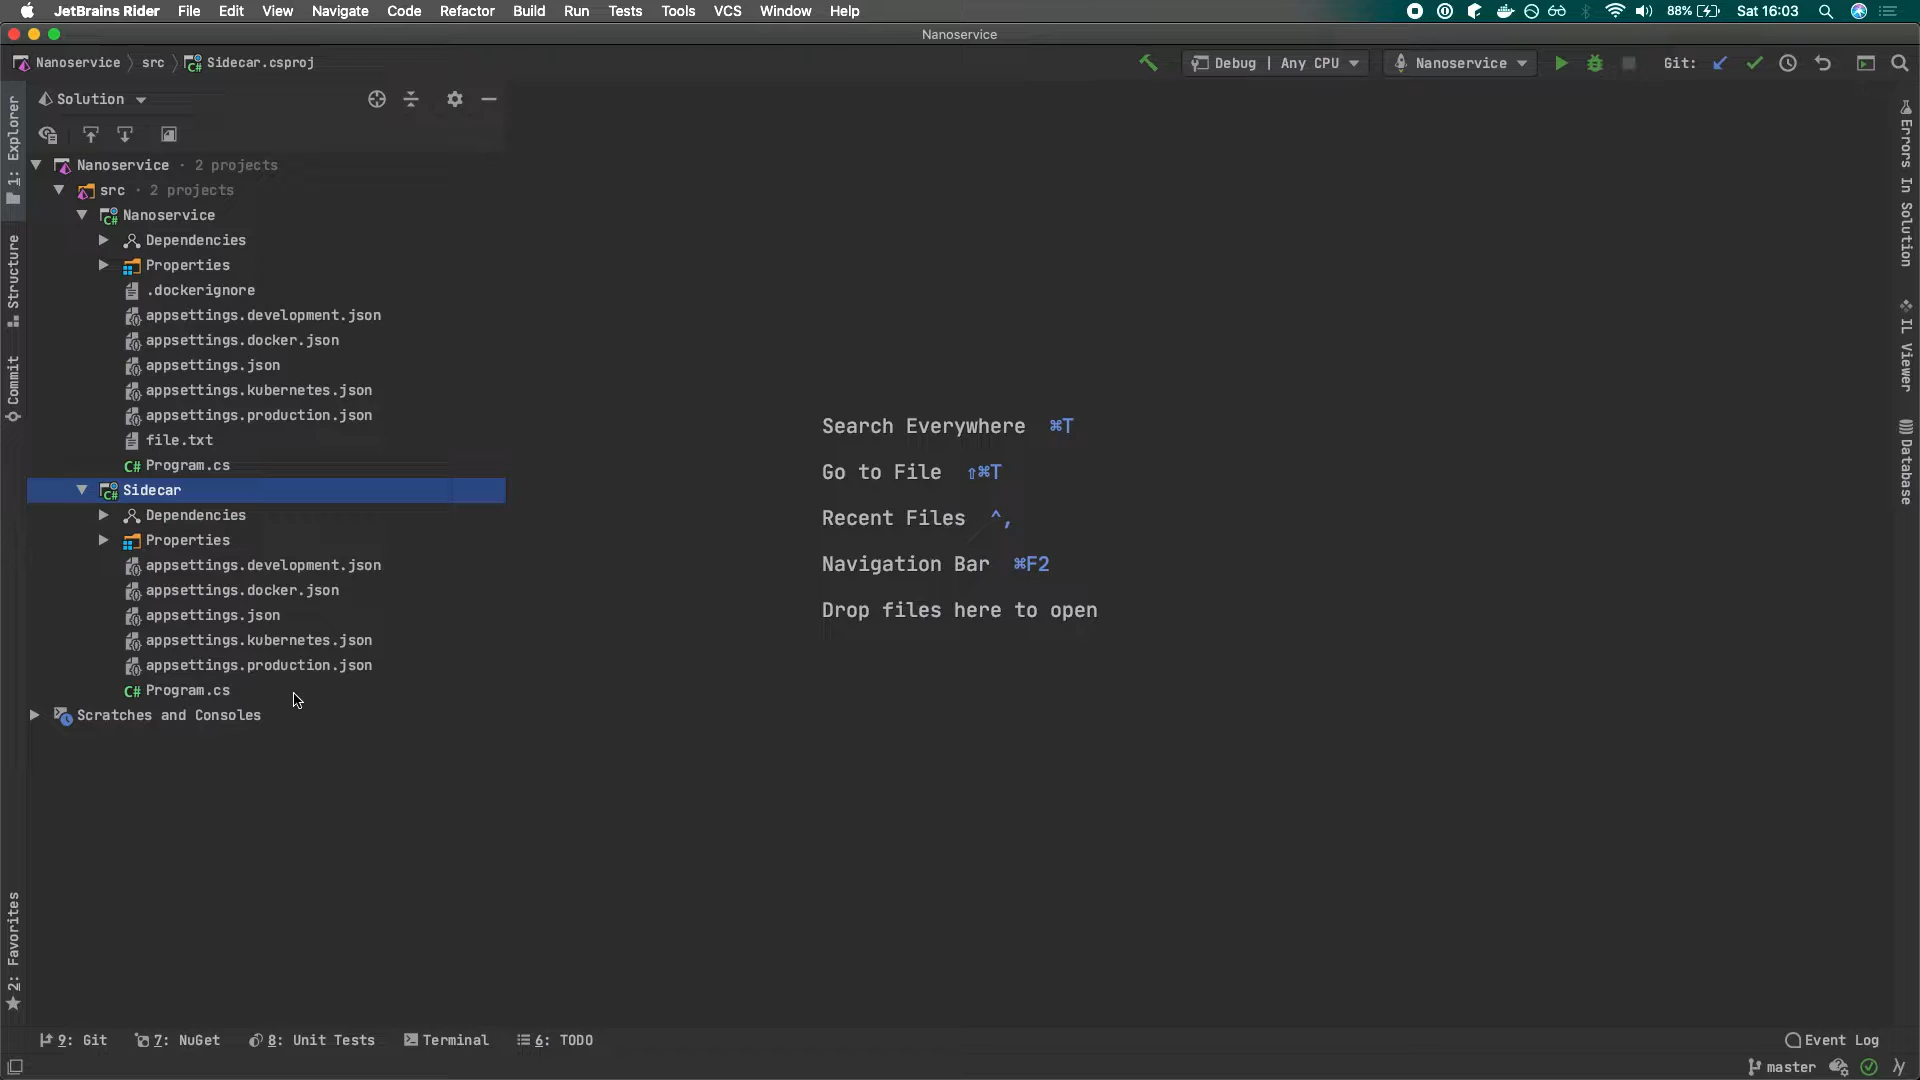 JetBrains Rider File Edit View Navigate Code Refactor Build Run Tests Tools VCS Window Help 88% Sat 16:03
Nanoservice
Nanoservice src Sidecar.csproj Debug | Any CPU Nanoservice Git:
Solution
Nanoservice · 2 projects
src · 2 projects
Nanoservice
Dependencies
Properties
.dockerignore
appsettings.development.json
appsettings.docker.json
appsettings.json
appsettings.kubernetes.json
appsettings.production.json
file.txt
C# Program.cs
Sidecar
Dependencies
Properties
appsettings.development.json
appsettings.docker.json
appsettings.json
appsettings.kubernetes.json
appsettings.production.json
C# Program.cs
Scratches and Consoles
1: Explorer
Structure
Commit
2: Favorites
Search Everywhere ⌘T
Go to File ⇧⌘T
Recent Files ^,
Navigation Bar ⌘F2
Drop files here to open
Errors In Solution
IL Viewer
Database
9: Git 7: NuGet 8: Unit Tests Terminal 6: TODO Event Log
master